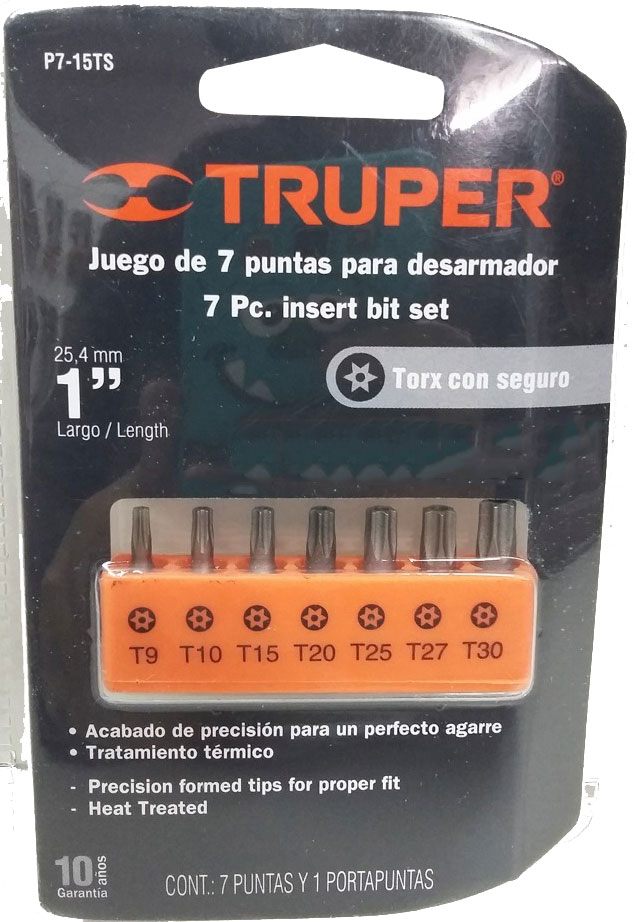 P7-15TS
TRUPER®
Juego de 7 puntas para desarmador
7 Pc. insert bit set
25,4 mm
1”
Largo / Length
Torx con seguro
T9 T10 T15 T20 T25 T27 T30
• Acabado de precisión para un perfecto agarre
• Tratamiento térmico
- Precision formed tips for proper fit
- Heat Treated
10 años
Garantía
CONT.: 7 PUNTAS Y 1 PORTAPUNTAS